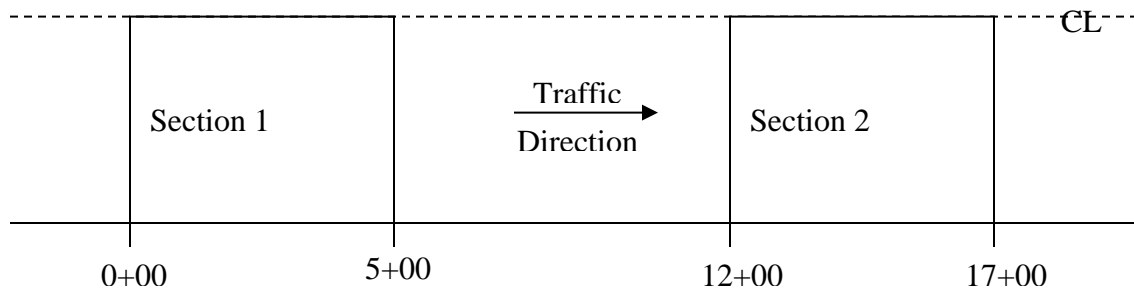 CL
Traffic
Section 1
Section 2
Direction
0+00
5+00
12+00
17+00